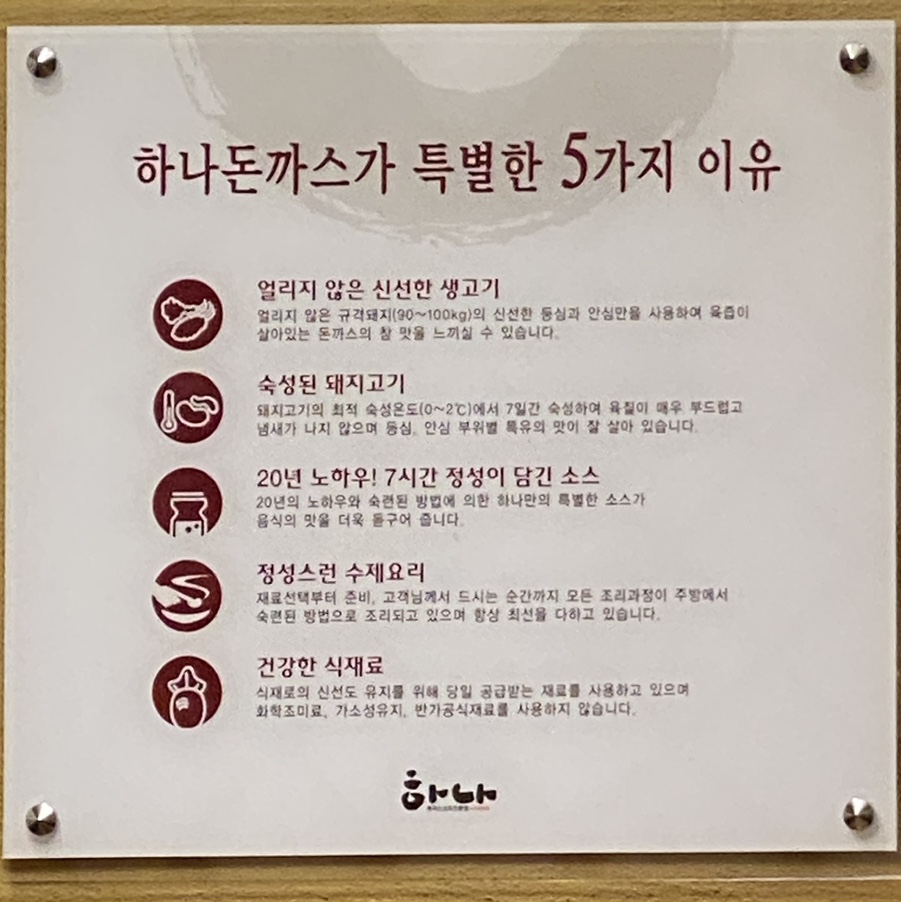 하나돈까스가 특별한 5가지 이유
얼리지 않은 신선한 생고기
얼리지 않은 규격돼지(90~100kg)의 신선한 등심과 안심만을 사용하여 육즙이
살아있는 돈까스의 참 맛을 느끼실 수 있습니다.
숙성된 돼지고기
돼지고기의 최적 숙성온도(0~2℃)에서 7일간 숙성하여 육질이 매우 부드럽고
냄새가 나지 않으며 등심, 안심 부위별 특유의 맛이 잘 살아 있습니다.
20년 노하우! 7시간 정성이 담긴 소스
20년의 노하우와 숙련된 방법에 의한 하나만의 특별한 소스가
음식의 맛을 더욱 돋구어 줍니다.
정성스런 수제요리
재료선택부터 준비, 고객님께서 드시는 순간까지 모든 조리과정이 주방에서
숙련된 방법으로 조리되고 있으며 항상 최선을 다하고 있습니다.
건강한 식재료
식재로의 신선도 유지를 위해 당일 공급받는 재료를 사용하고 있으며
화학조미료, 가소성유지, 반가공식재료를 사용하지 않습니다.
하나